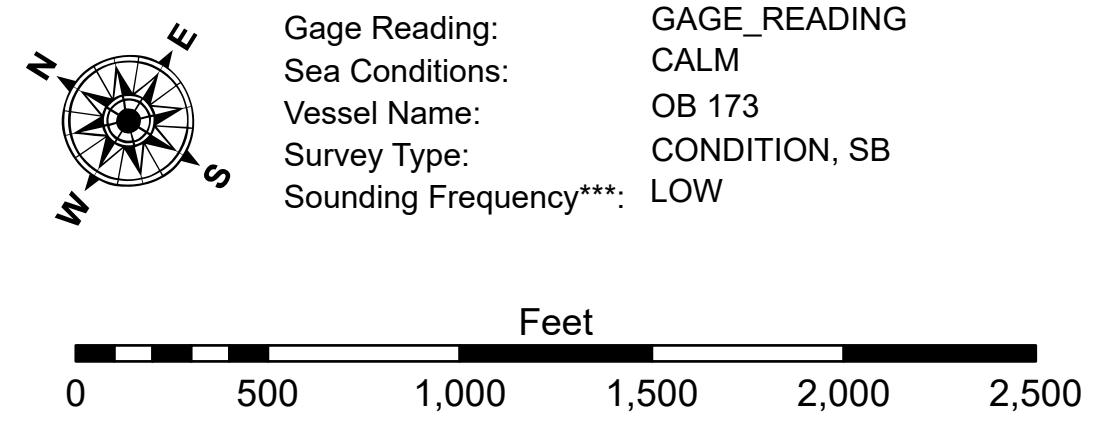 N E S W
Gage Reading: GAGE_READING
Sea Conditions: CALM
Vessel Name: OB 173
Survey Type: CONDITION, SB
Sounding Frequency***: LOW
Feet
0 500 1,000 1,500 2,000 2,500